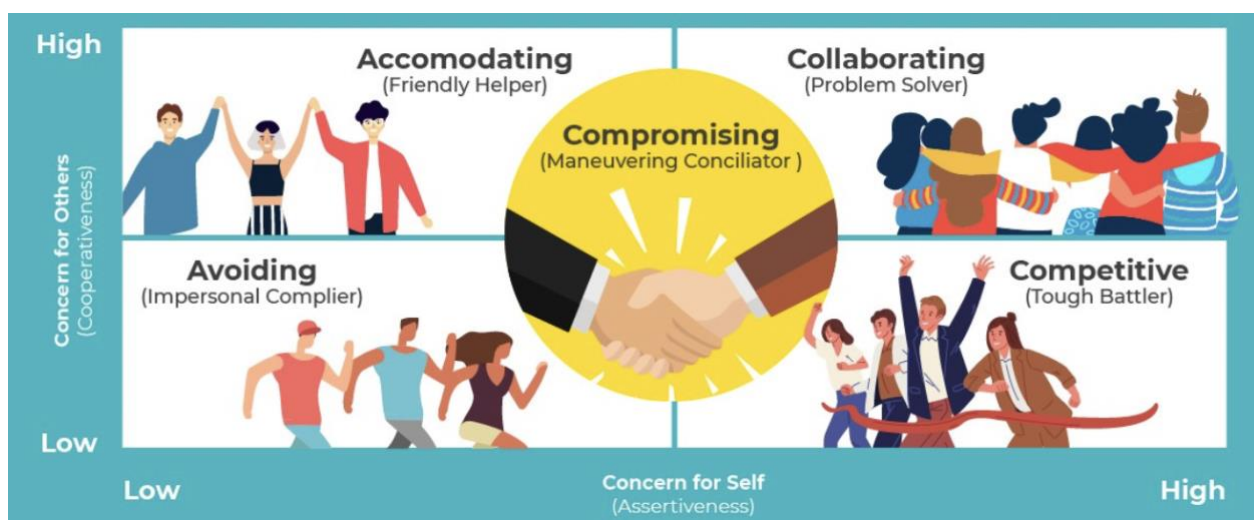 High
Accomodating
(Friendly Helper)
Collaborating
(Problem Solver)
Compromising
(Maneuvering Conciliator )
Concern for Others
(Cooperativeness)
Avoiding
(Impersonal Complier)
Competitive
(Tough Battler)
Low
Low
Concern for Self
(Assertiveness)
High